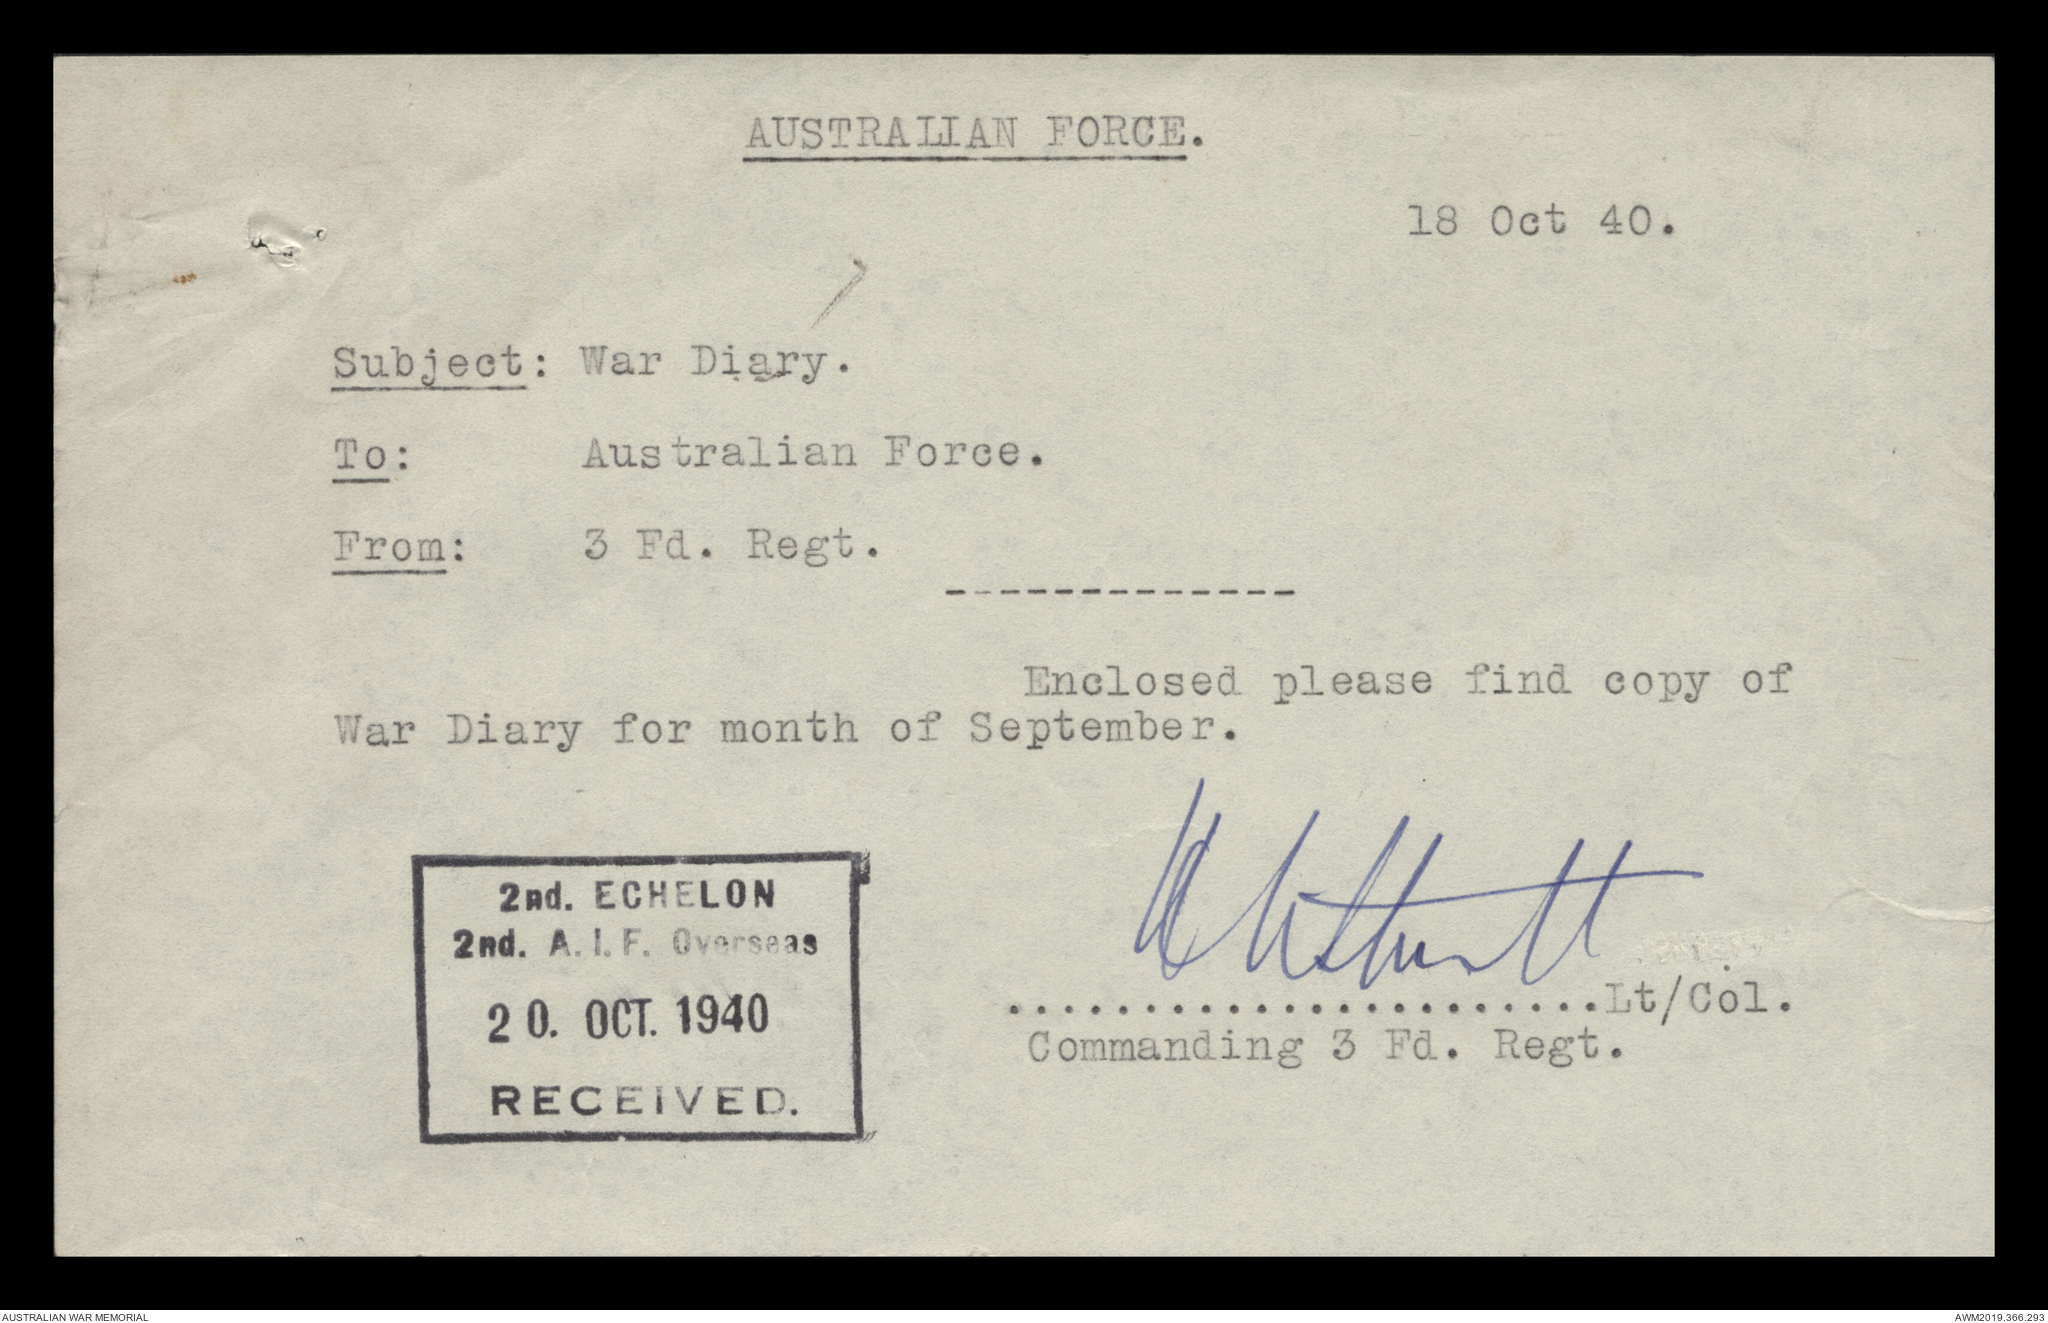 AUSTRALIAN FORCE.
18 Oct 40.
Subject: War Diary.
To: Australian Force.
From: 3 Fd. Regt.
-------------
Enclosed please find copy of
War Diary for month of September.
2nd. ECHELON
2nd. A.I.F. Overseas
20. OCT. 1940
RECEIVED.
........................Lt/Col.
Commanding 3 Fd. Regt.
AUSTRALIAN WAR MEMORIAL
AWM2019.366.293